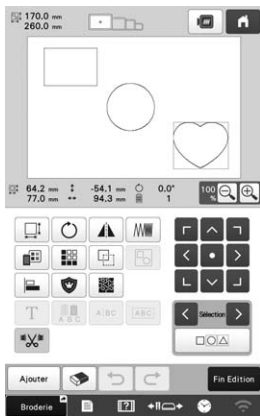 170.0 mm
260.0 mm
64.2 mm -54.1 mm 0.0°
77.0 mm 94.3 mm 1
100 %
Sélection
T A B C A B C A B C
Ajouter Fin Edition
Broderie